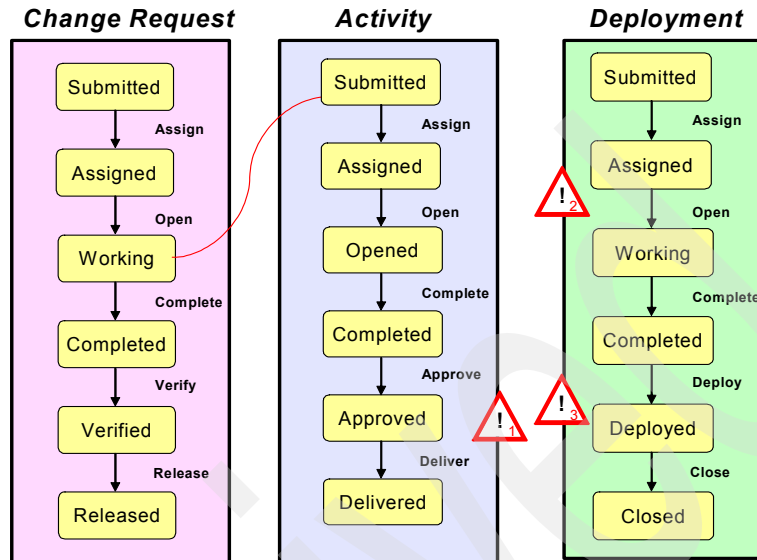 Change Request
Submitted
Assign
Assigned
Open
Working
Complete
Completed
Verify
Verified
Release
Released
Activity
Submitted
Assign
Assigned
Open
Opened
Complete
Completed
Approve
Approved
! 1
Deliver
Delivered
Deployment
Submitted
Assign
Assigned
! 2
Open
Working
Complete
Completed
Deploy
! 3
Deployed
Close
Closed